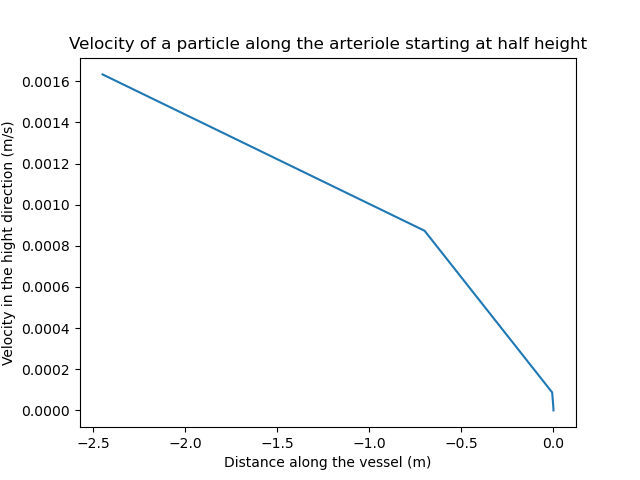 Velocity of a particle along the arteriole starting at half height
Velocity in the hight direction (m/s)
0.0016
0.0014
0.0012
0.0010
0.0008
0.0006
0.0004
0.0002
0.0000
−2.5 −2.0 −1.5 −1.0 −0.5 0.0
Distance along the vessel (m)